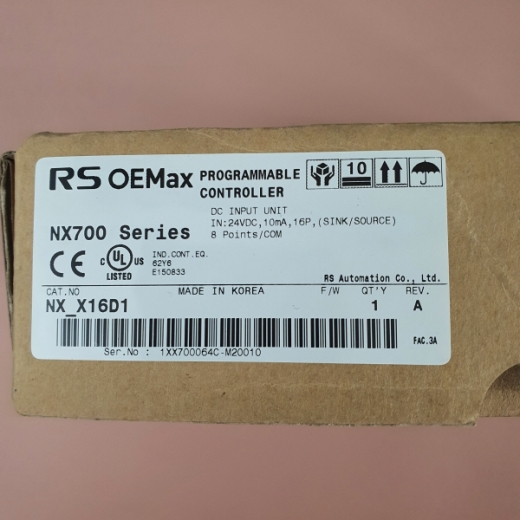 RS OEMax PROGRAMMABLE CONTROLLER
10
DC INPUT UNIT
IN:24VDC,10mA,16P,(SINK/SOURCE)
8 Points/COM
NX700 Series
CE
C UL US LISTED
IND.CONT.EQ.
62Y6
E150833
RS Automation Co., Ltd.
CAT.NO MADE IN KOREA F/W QT'Y REV.
NX_X16D1 1 A
FAC.3A
Ser.No : 1XX700064C-M20010